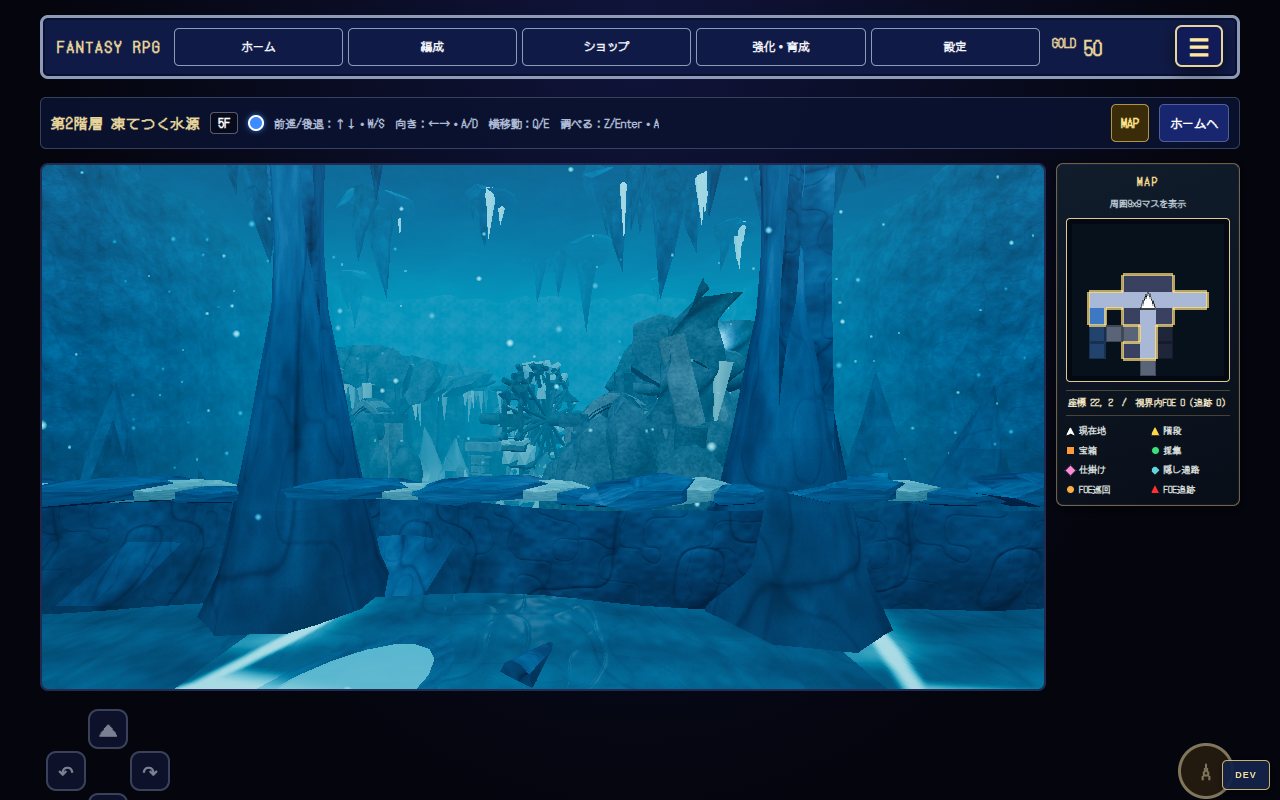 FANTASY RPG
ホーム
編成
ショップ
強化・育成
設定
GOLD 50
第2階層 凍てつく水源
5F
前進/後退：↑↓・W/S 向き：←→・A/D 横移動：Q/E 調べる：Z/Enter・A
MAP
ホームへ
MAP
周囲9x9マスを表示
座標 22, 2 / 視界内FOE 0 (追跡 0)
現在地
階段
宝箱
採集
仕掛け
隠し通路
FOE巡回
FOE追跡
A
DEV